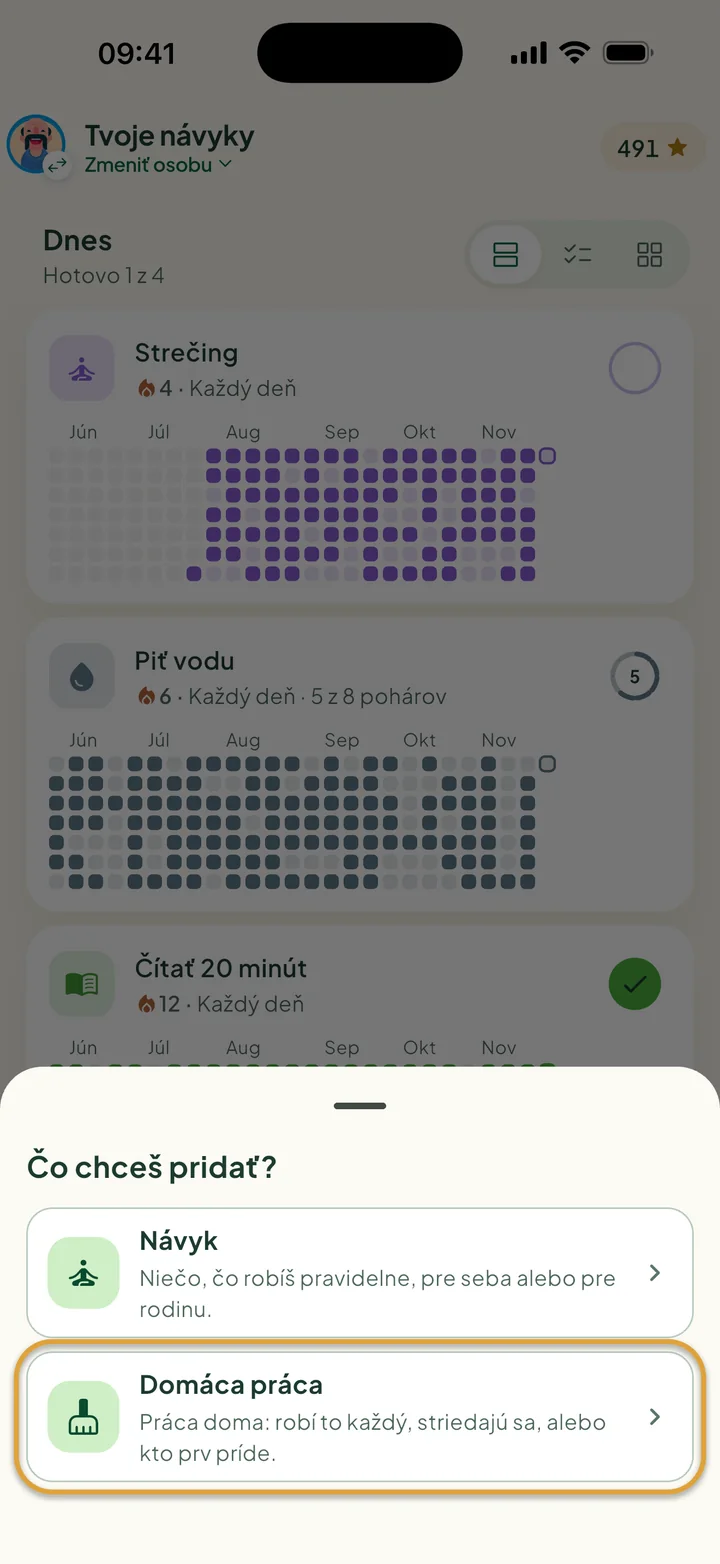 09:41
Tvoje návyky
Zmeniť osobu
491
Dnes
Hotovo 1 z 4
Strečing
4 · Každý deň
Jún Júl Aug Sep Okt Nov
Piť vodu
6 · Každý deň · 5 z 8 pohárov
5
Jún Júl Aug Sep Okt Nov
Čítať 20 minút
12 · Každý deň
Jún Júl Aug Sep Okt Nov
Čo chceš pridať?
Návyk
Niečo, čo robíš pravidelne, pre seba alebo pre
rodinu.
Domáca práca
Práca doma: robí to každý, striedajú sa, alebo
kto prv príde.